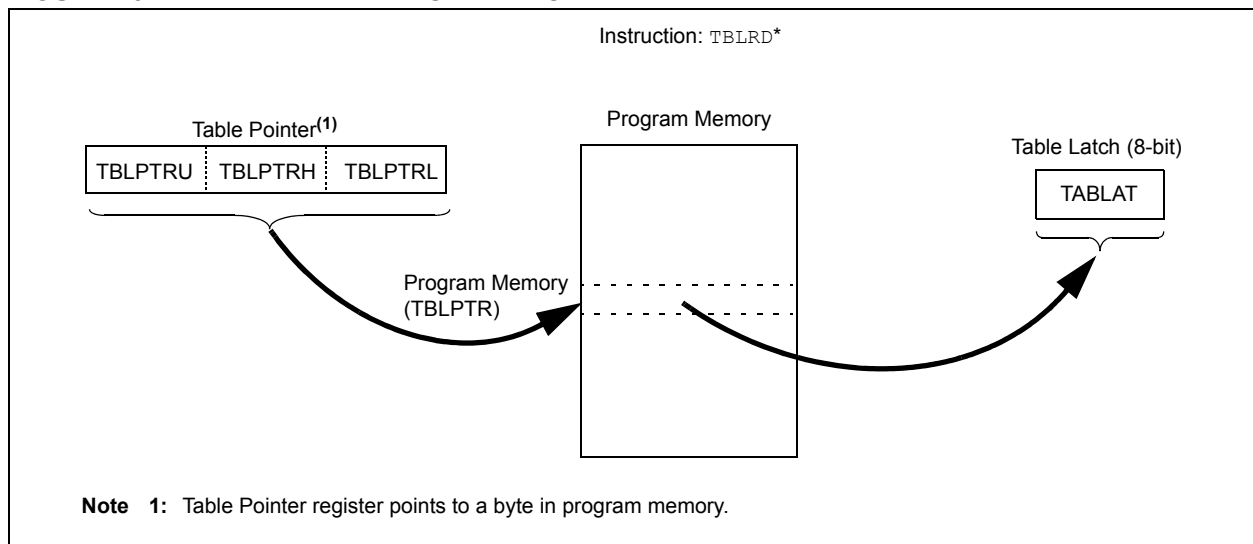 Instruction: TBLRD*
Table Pointer(1)
TBLPTRU TBLPTRH TBLPTRL
Program Memory
Table Latch (8-bit)
TABLAT
Program Memory
(TBLPTR)
Note 1: Table Pointer register points to a byte in program memory.